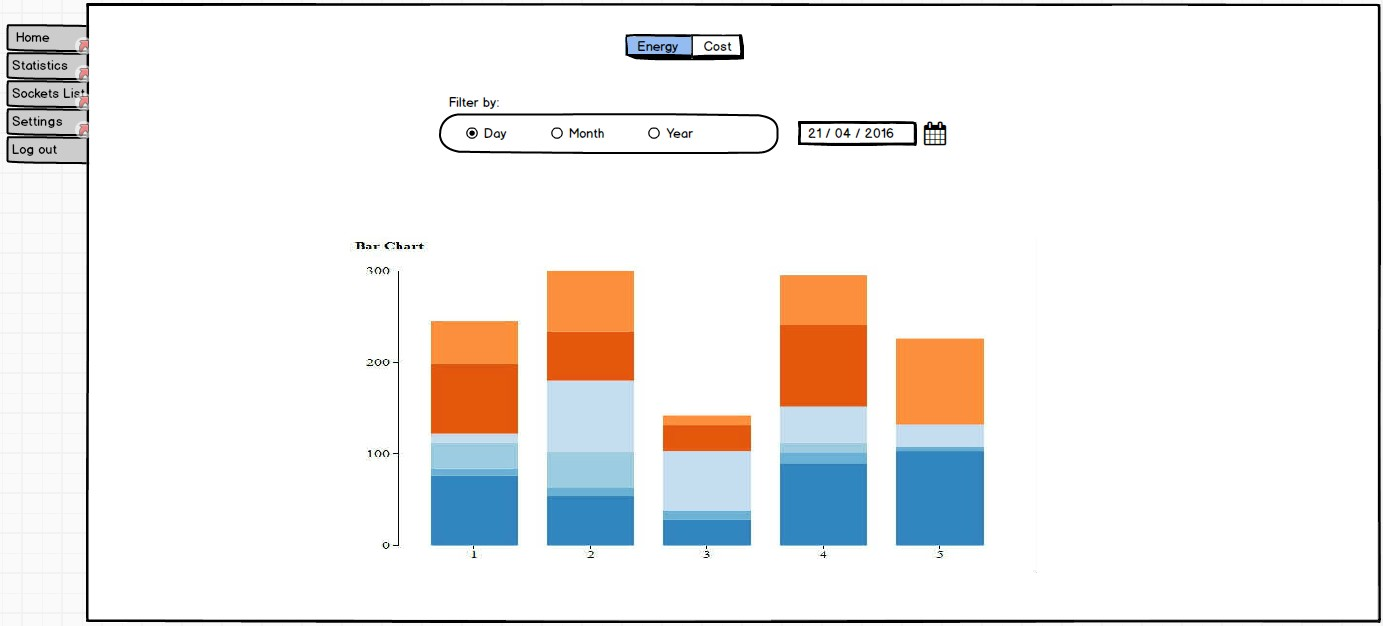 Home
Statistics
Sockets List
Settings
Log out
Energy Cost
Filter by:
Day Month Year 21 / 04 / 2016
Bar Chart
300
200
100
0
1 2 3 4 5